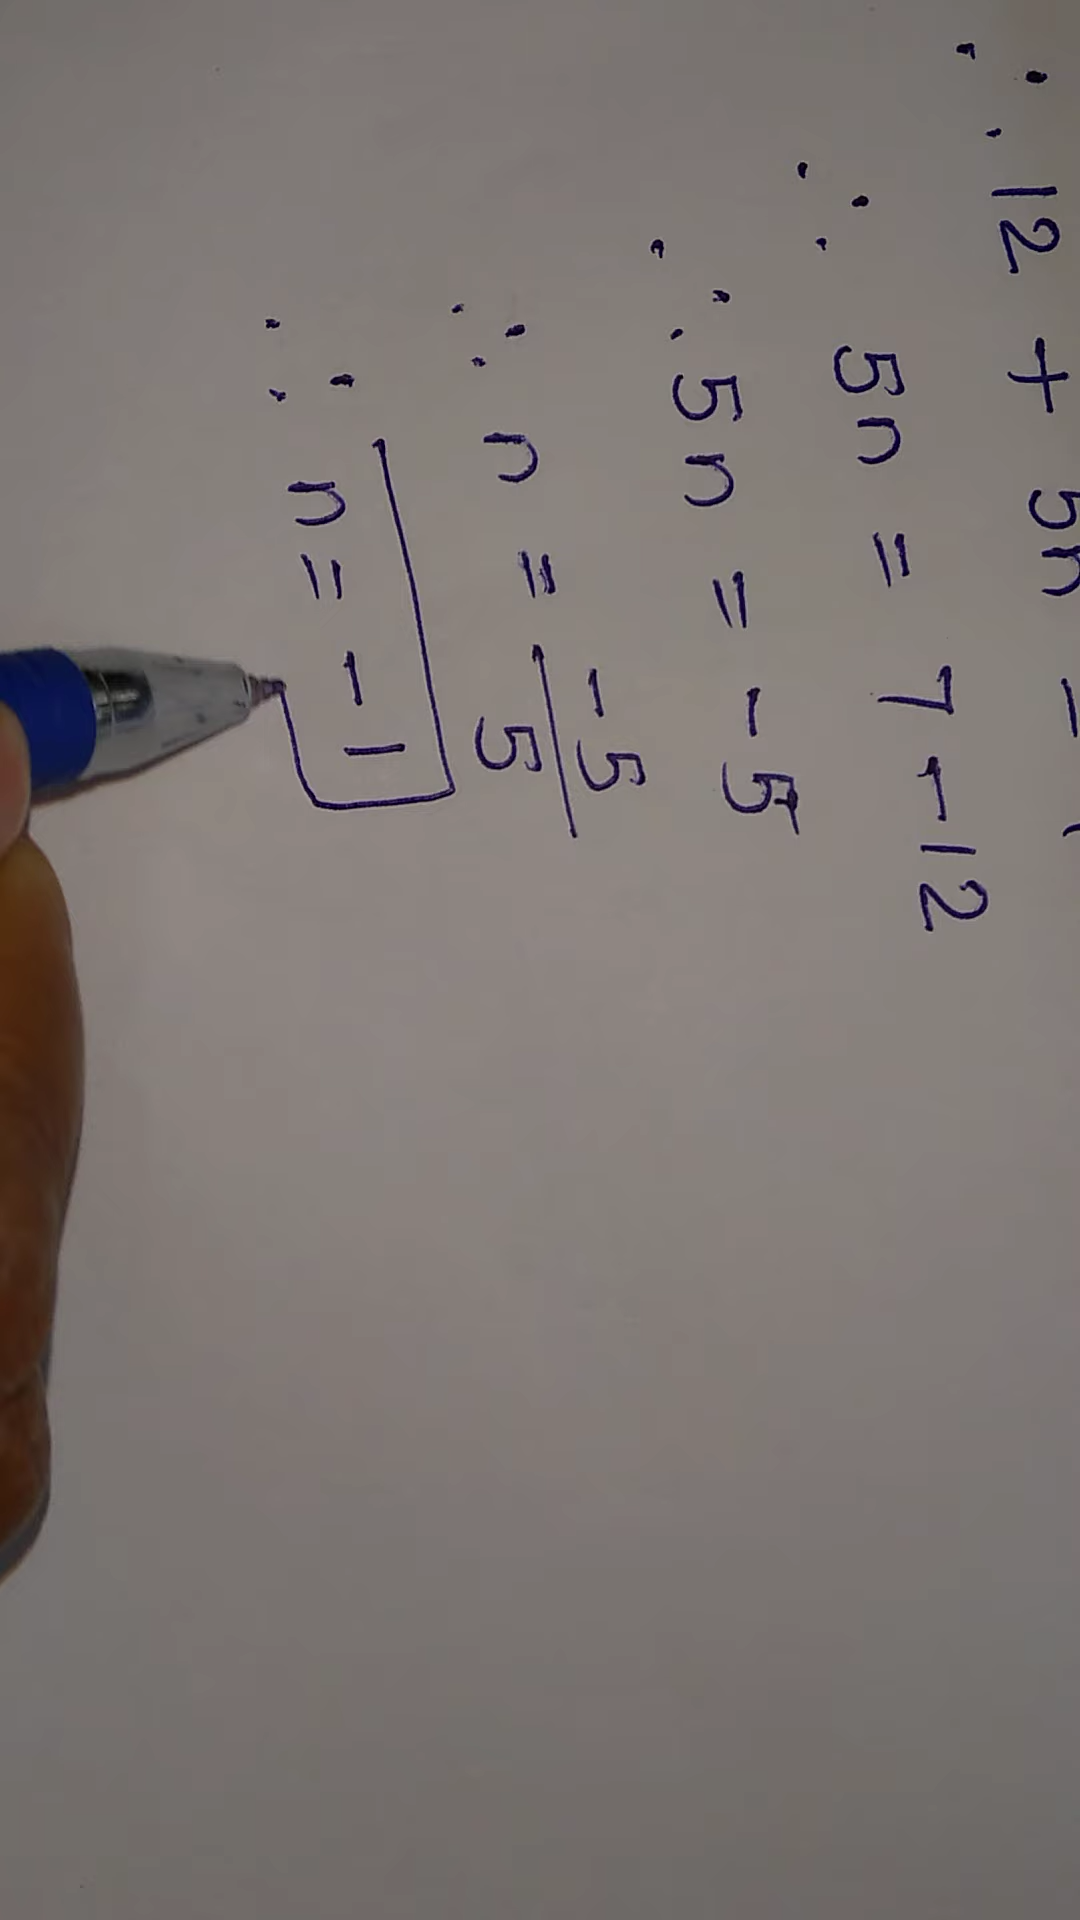 ∴ 12 + 5n =
∴ 5n = 7 - 12
∴ 5n = - 5
∴ n = - 5 / 5
∴ n = - 1